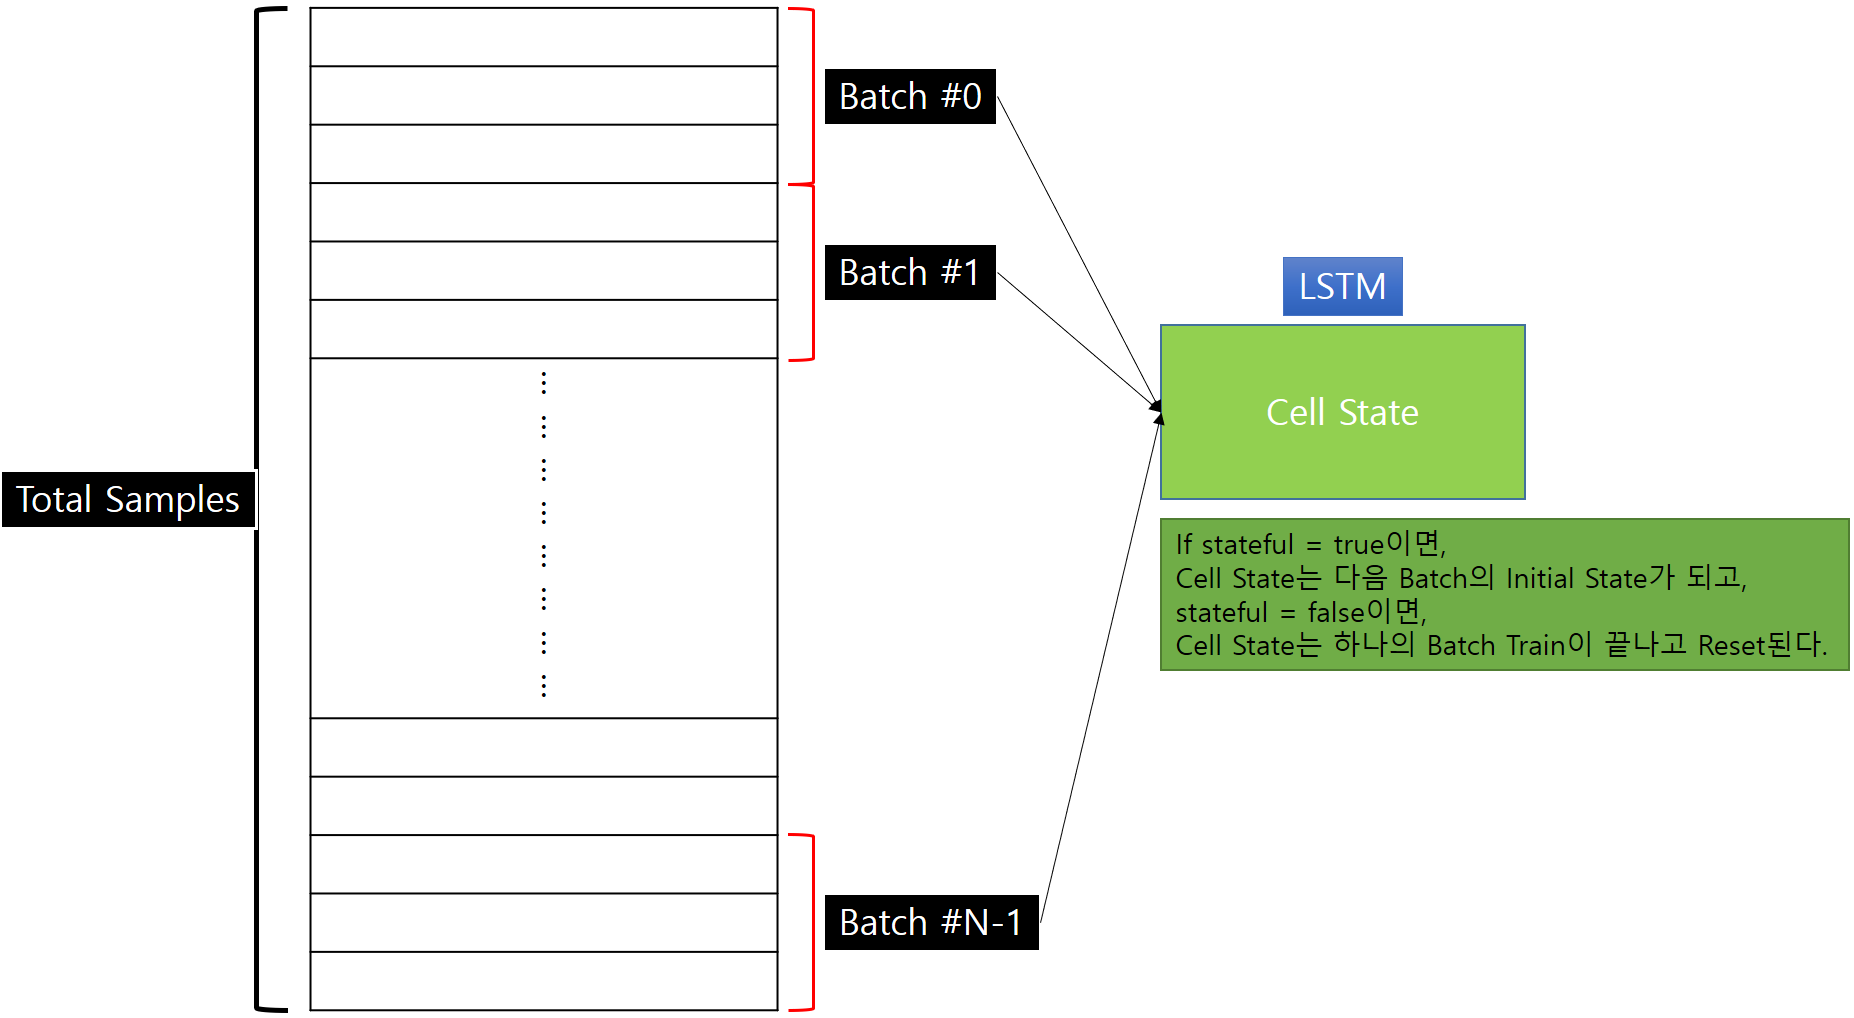 Total Samples
Batch #0
Batch #1
Batch #N-1
LSTM
Cell State
If stateful = true이면,
Cell State는 다음 Batch의 Initial State가 되고,
stateful = false이면,
Cell State는 하나의 Batch Train이 끝나고 Reset된다.